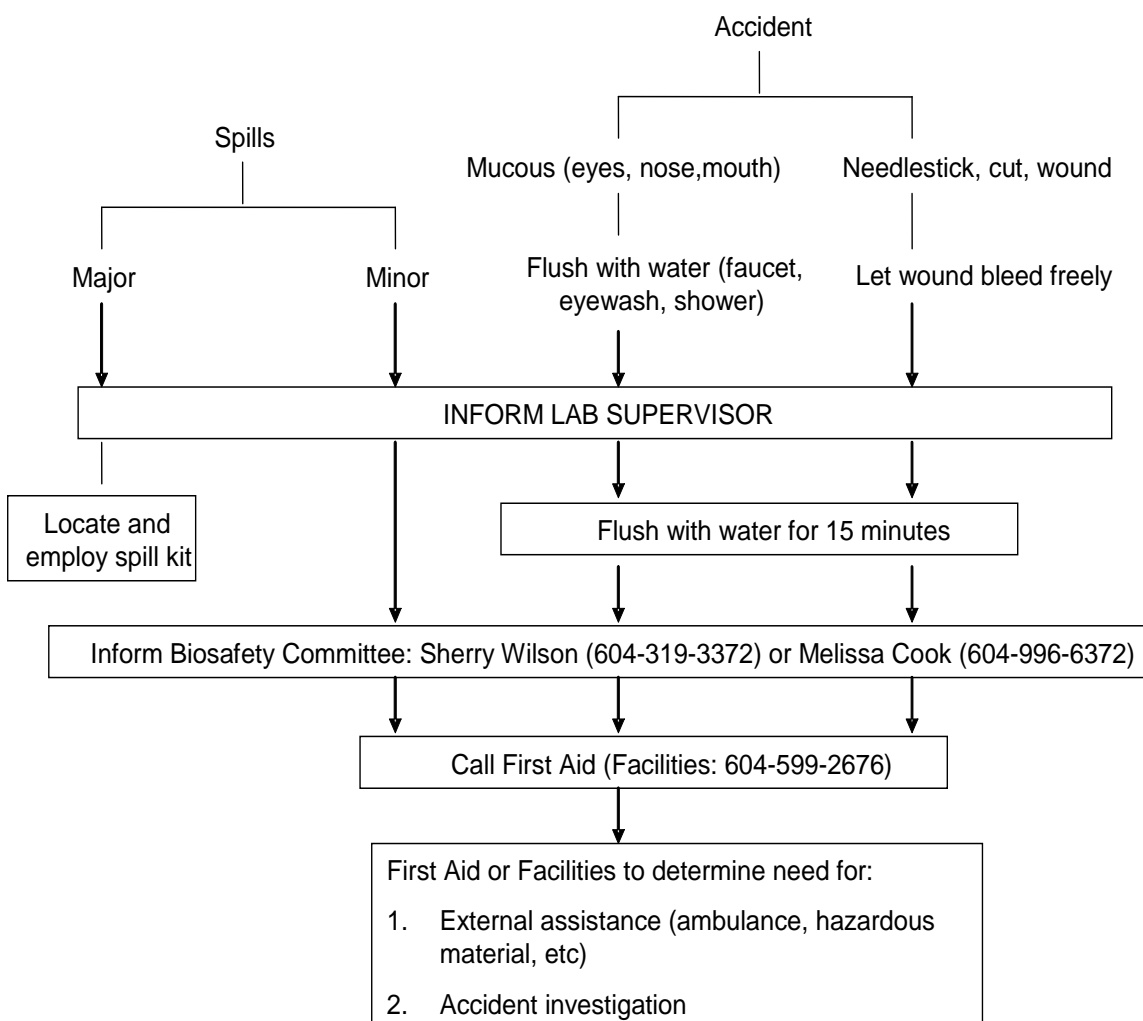 Accident
Spills
Mucous (eyes, nose,mouth)
Needlestick, cut, wound
Major
Minor
Flush with water (faucet,
eyewash, shower)
Let wound bleed freely
INFORM LAB SUPERVISOR
Locate and
employ spill kit
Flush with water for 15 minutes
Inform Biosafety Committee: Sherry Wilson (604-319-3372) or Melissa Cook (604-996-6372)
Call First Aid (Facilities: 604-599-2676)
First Aid or Facilities to determine need for:
1. External assistance (ambulance, hazardous
material, etc)
2. Accident investigation